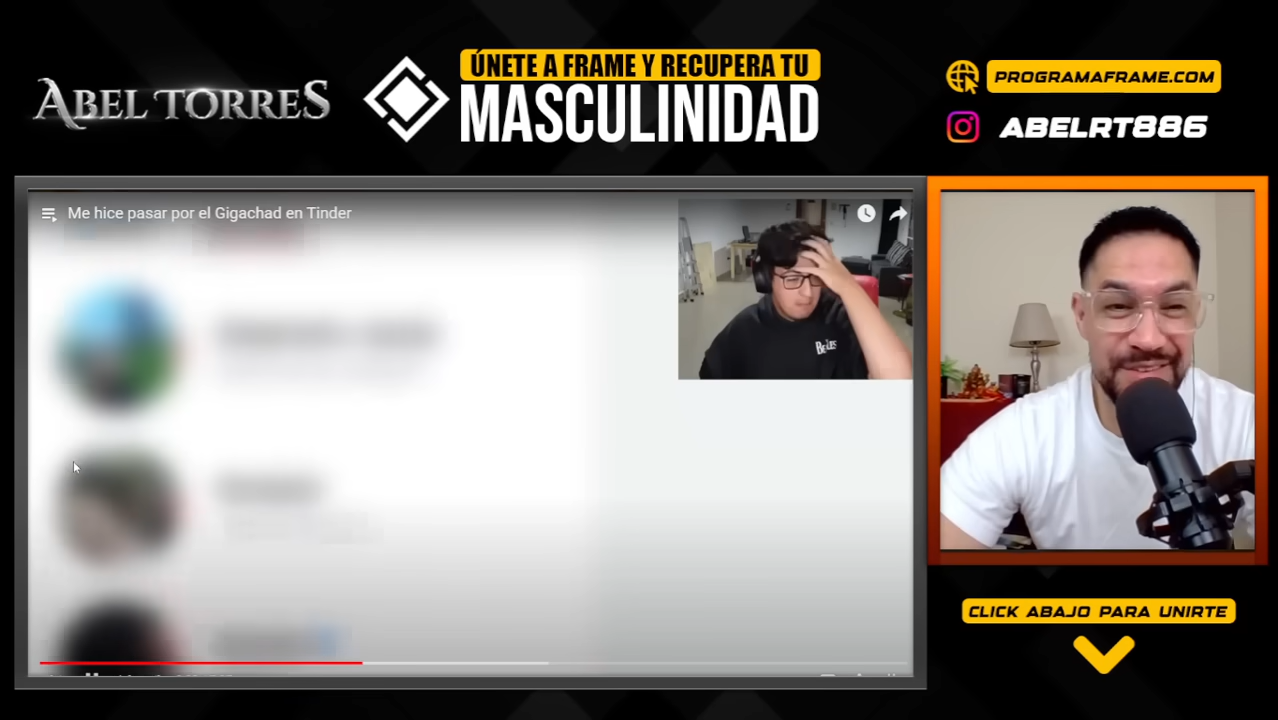 ABEL TORRES
ÚNETE A FRAME Y RECUPERA TU
MASCULINIDAD
PROGRAMAFRAME.COM
ABELRT886
Me hice pasar por el Gigachad en Tinder
CLICK ABAJO PARA UNIRTE